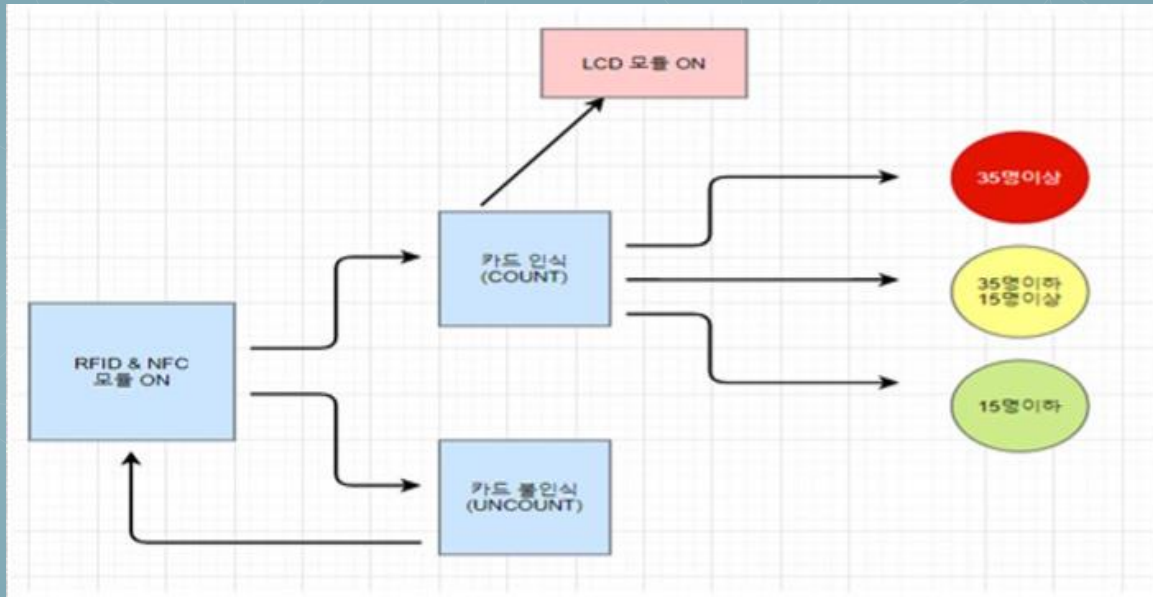 LCD 모듈 ON
35명이상
카드 인식
(COUNT)
35명이하
15명이상
RFID & NFC
모듈 ON
15명이하
카드 불인식
(UNCOUNT)